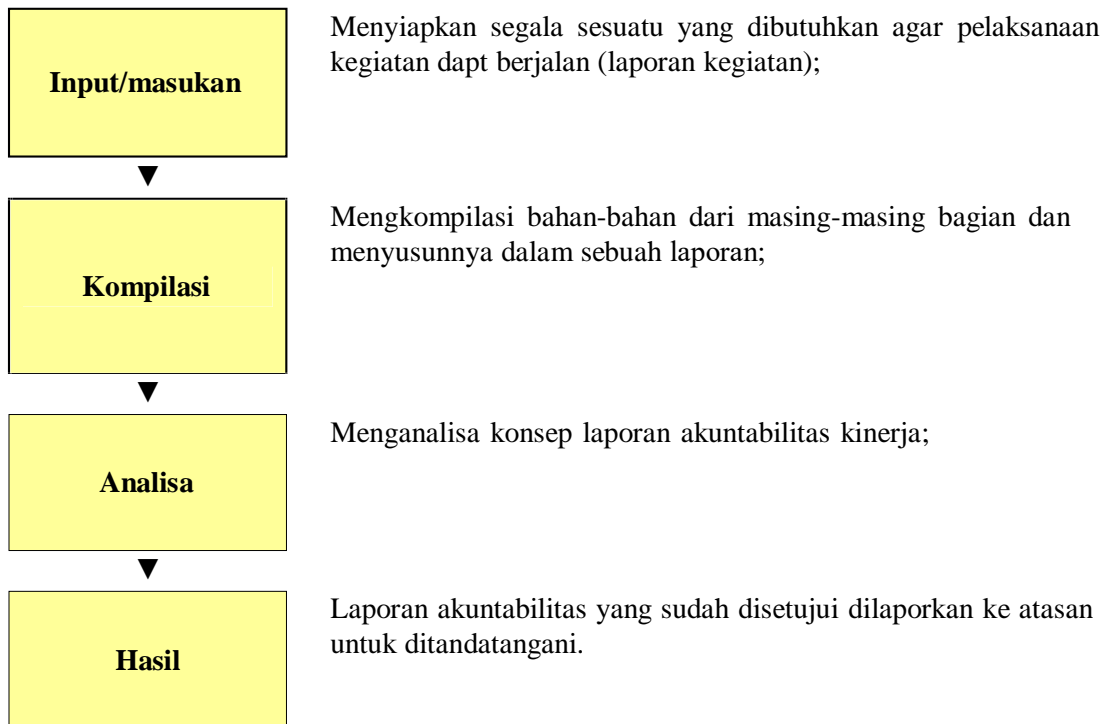 Input/masukan
Menyiapkan segala sesuatu yang dibutuhkan agar pelaksanaan
kegiatan dapt berjalan (laporan kegiatan);
Kompilasi
Mengkompilasi bahan-bahan dari masing-masing bagian dan
menyusunnya dalam sebuah laporan;
Analisa
Menganalisa konsep laporan akuntabilitas kinerja;
Hasil
Laporan akuntabilitas yang sudah disetujui dilaporkan ke atasan
untuk ditandatangani.